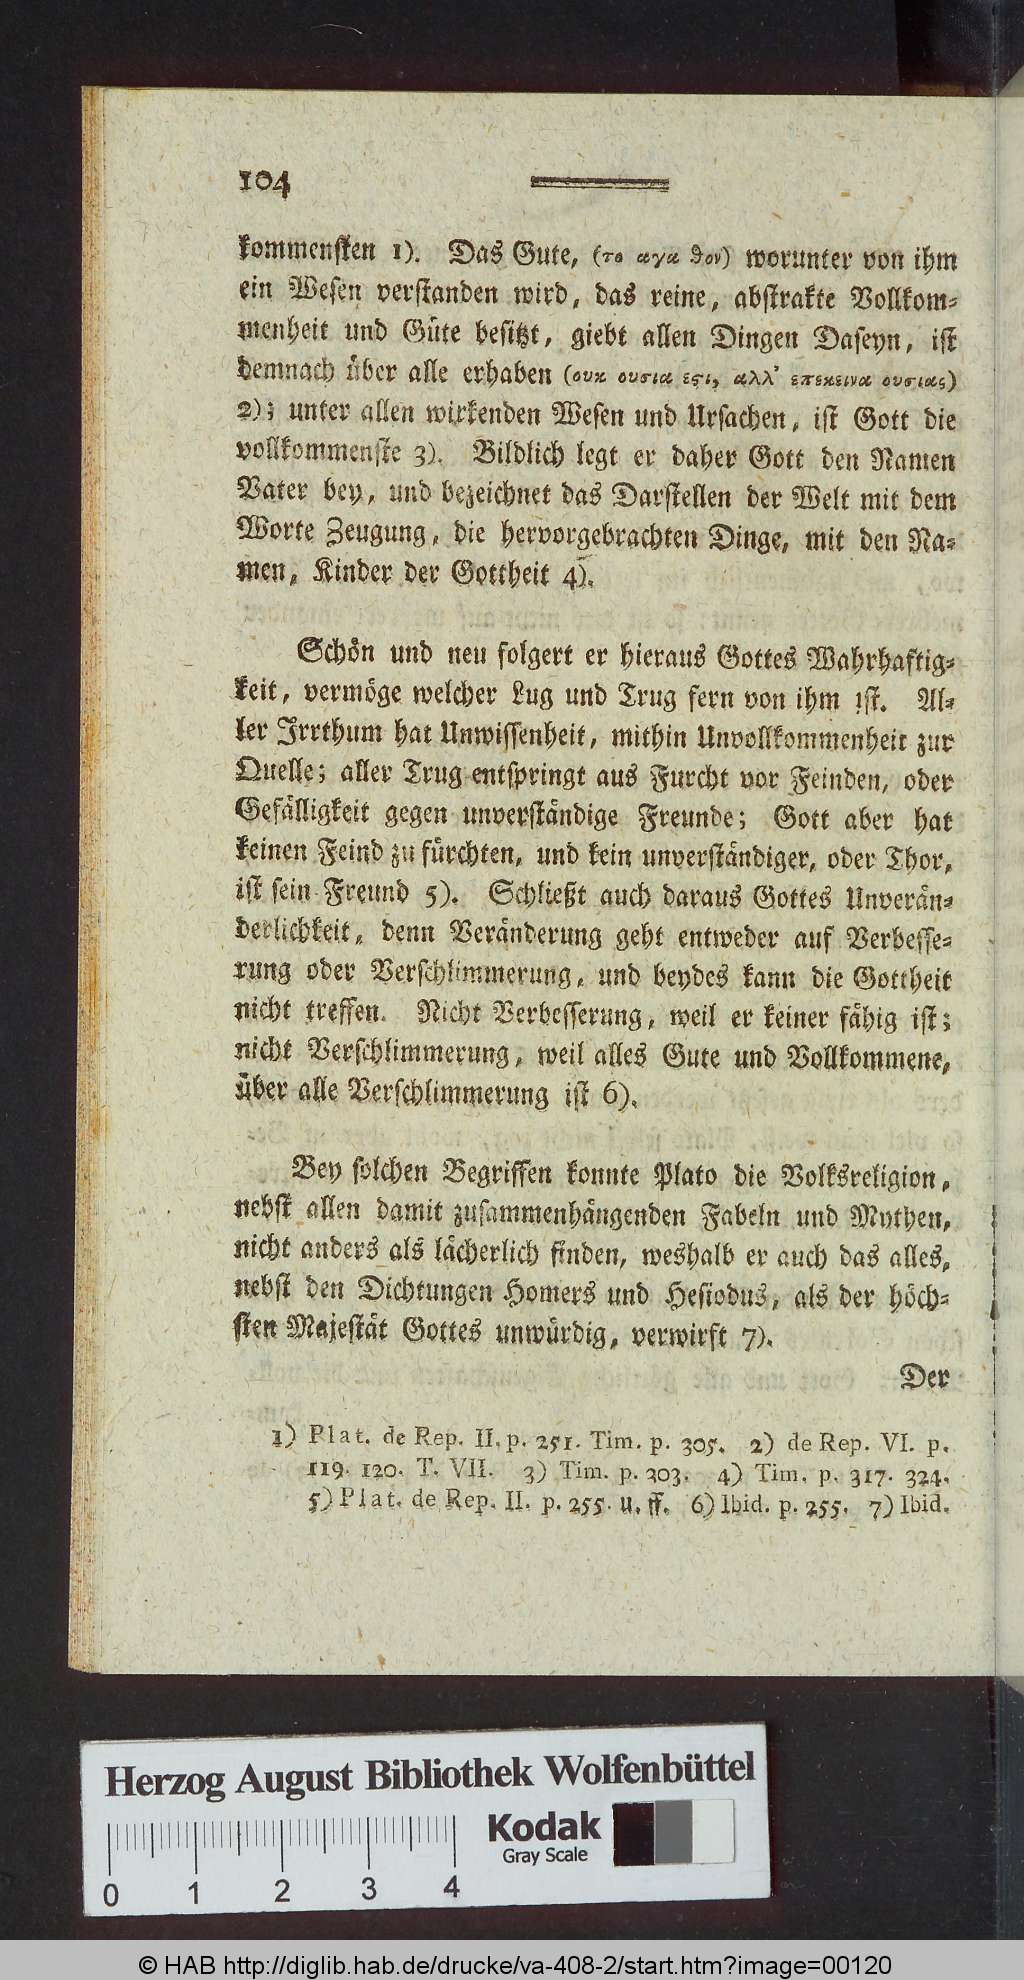 104
kommensten 1). Das Gute, (το αγα θον) worunter von ihm
ein Wesen verstanden wird, das reine, abstrakte Vollkom-
menheit und Güte besitzt, giebt allen Dingen Daseyn, ist
demnach über alle erhaben (ουκ ουσια εϛι, αλλ' επεκεινα ουσιας)
2); unter allen wirkenden Wesen und Ursachen, ist Gott die
vollkommenste 3). Bildlich legt er daher Gott den Namen
Vater bey, und bezeichnet das Darstellen der Welt mit dem
Worte Zeugung, die hervorgebrachten Dinge, mit den Na-
men, Kinder der Gottheit 4).
Schön und neu folgert er hieraus Gottes Wahrhaftig-
keit, vermöge welcher Lug und Trug fern von ihm ist. Al-
ler Irrthum hat Unwissenheit, mithin Unvollkommenheit zur
Quelle; aller Trug entspringt aus Furcht vor Feinden, oder
Gefälligkeit gegen unverständige Freunde; Gott aber hat
keinen Feind zu fürchten, und kein unverständiger, oder Thor,
ist sein Freund 5). Schließt auch daraus Gottes Unverän-
derlichkeit, denn Veränderung geht entweder auf Verbesse-
rung oder Verschlimmerung, und beydes kann die Gottheit
nicht treffen. Nicht Verbesserung, weil er keiner fähig ist;
nicht Verschlimmerung, weil alles Gute und Vollkommene,
über alle Verschlimmerung ist 6).
Bey solchen Begriffen konnte Plato die Volksreligion,
nebst allen damit zusammenhängenden Fabeln und Mythen,
nicht anders als lächerlich finden, weshalb er auch das alles,
nebst den Dichtungen Homers und Hesiodus, als der höch-
sten Majestät Gottes unwürdig, verwirft 7).
Der
1) Plat. de Rep. II. p. 251. Tim. p. 305. 2) de Rep. VI. p.
119. 120. T. VII. 3) Tim. p. 303. 4) Tim. p. 317. 324.
5) Plat. de Rep. II. p. 255. u. ff. 6) Ibid. p. 255. 7) Ibid.
Herzog August Bibliothek Wolfenbüttel
Kodak
Gray Scale
0 1 2 3 4
© HAB http://diglib.hab.de/drucke/va-408-2/start.htm?image=00120